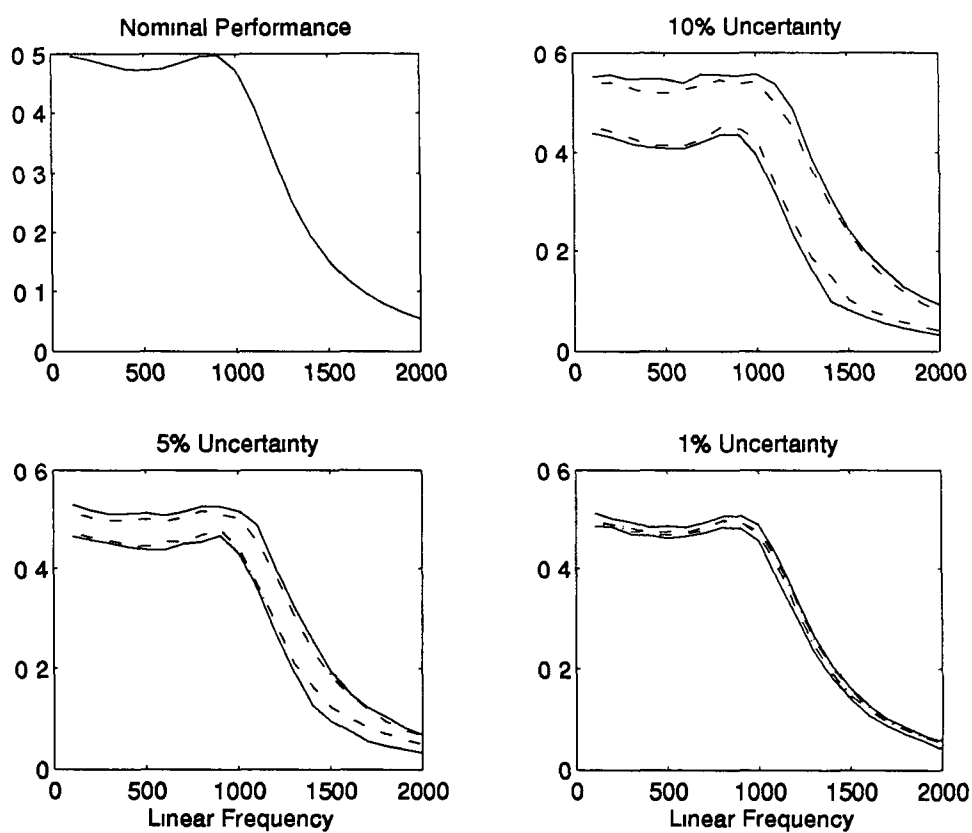 Nominal Performance
0 5
0 4
0 3
0 2
0 1
0
0 500 1000 1500 2000
10% Uncertainty
0 6
0 4
0 2
0
0 500 1000 1500 2000
5% Uncertainty
0 6
0 4
0 2
0
0 500 1000 1500 2000
Linear Frequency
1% Uncertainty
0 6
0 4
0 2
0
0 500 1000 1500 2000
Linear Frequency